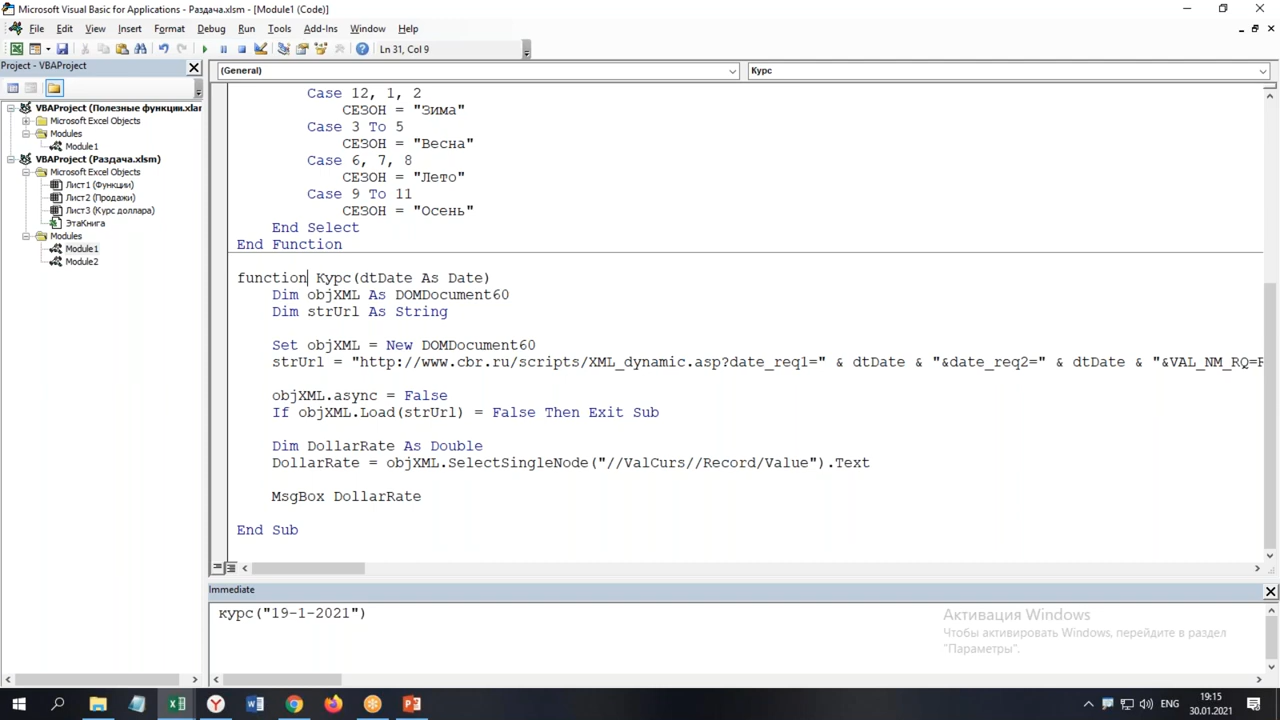 Microsoft Visual Basic for Applications - Раздача.xlsm - [Module1 (Code)]
File Edit View Insert Format Debug Run Tools Add-Ins Window Help
Ln 31, Col 9
Project - VBAProject
(General)
Курс
VBAProject (Полезные функции.xlam
Microsoft Excel Objects
Modules
Module1
VBAProject (Раздача.xlsm)
Microsoft Excel Objects
Лист1 (Функции)
Лист2 (Продажи)
Лист3 (Курс доллара)
ЭтаКнига
Modules
Module1
Module2
Case 12, 1, 2
СЕЗОН = "Зима"
Case 3 To 5
СЕЗОН = "Весна"
Case 6, 7, 8
СЕЗОН = "Лето"
Case 9 To 11
СЕЗОН = "Осень"
End Select
End Function
function Курс(dtDate As Date)
Dim objXML As DOMDocument60
Dim strUrl As String
Set objXML = New DOMDocument60
strUrl = "http://www.cbr.ru/scripts/XML_dynamic.asp?date_req1=" & dtDate & "&date_req2=" & dtDate & "&VAL_NM_RQ=R
objXML.async = False
If objXML.Load(strUrl) = False Then Exit Sub
Dim DollarRate As Double
DollarRate = objXML.SelectSingleNode("//ValCurs//Record/Value").Text
MsgBox DollarRate
End Sub
Immediate
курс("19-1-2021")
Активация Windows
Чтобы активировать Windows, перейдите в раздел
"Параметры".
ENG
19:15
30.01.2021